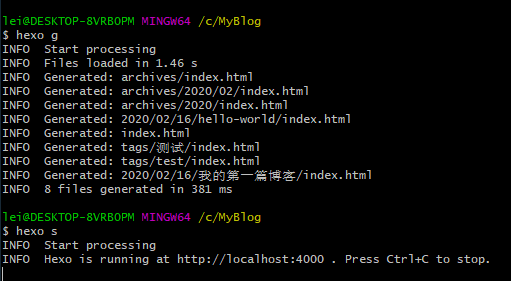 lei@DESKTOP-8VRBOPM MINGW64 /c/MyBlog
$ hexo g
INFO  Start processing
INFO  Files loaded in 1.46 s
INFO  Generated: archives/index.html
INFO  Generated: archives/2020/02/index.html
INFO  Generated: archives/2020/index.html
INFO  Generated: 2020/02/16/hello-world/index.html
INFO  Generated: index.html
INFO  Generated: tags/测试/index.html
INFO  Generated: tags/test/index.html
INFO  Generated: 2020/02/16/我的第一篇博客/index.html
INFO  8 files generated in 381 ms
lei@DESKTOP-8VRBOPM MINGW64 /c/MyBlog
$ hexo s
INFO  Start processing
INFO  Hexo is running at http://localhost:4000 . Press Ctrl+C to stop.